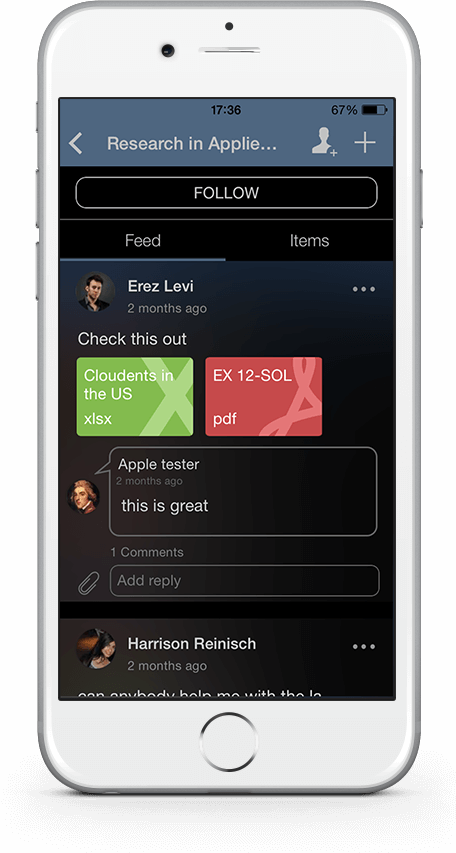 17:36
67%
Research in Applie...
FOLLOW
Feed
Items
Erez Levi
2 months ago
Check this out
Cloudents in
the US
xlsx
EX 12-SOL
pdf
Apple tester
2 months ago
this is great
1 Comments
Add reply
Harrison Reinisch
2 months ago
can anybody help me with the la